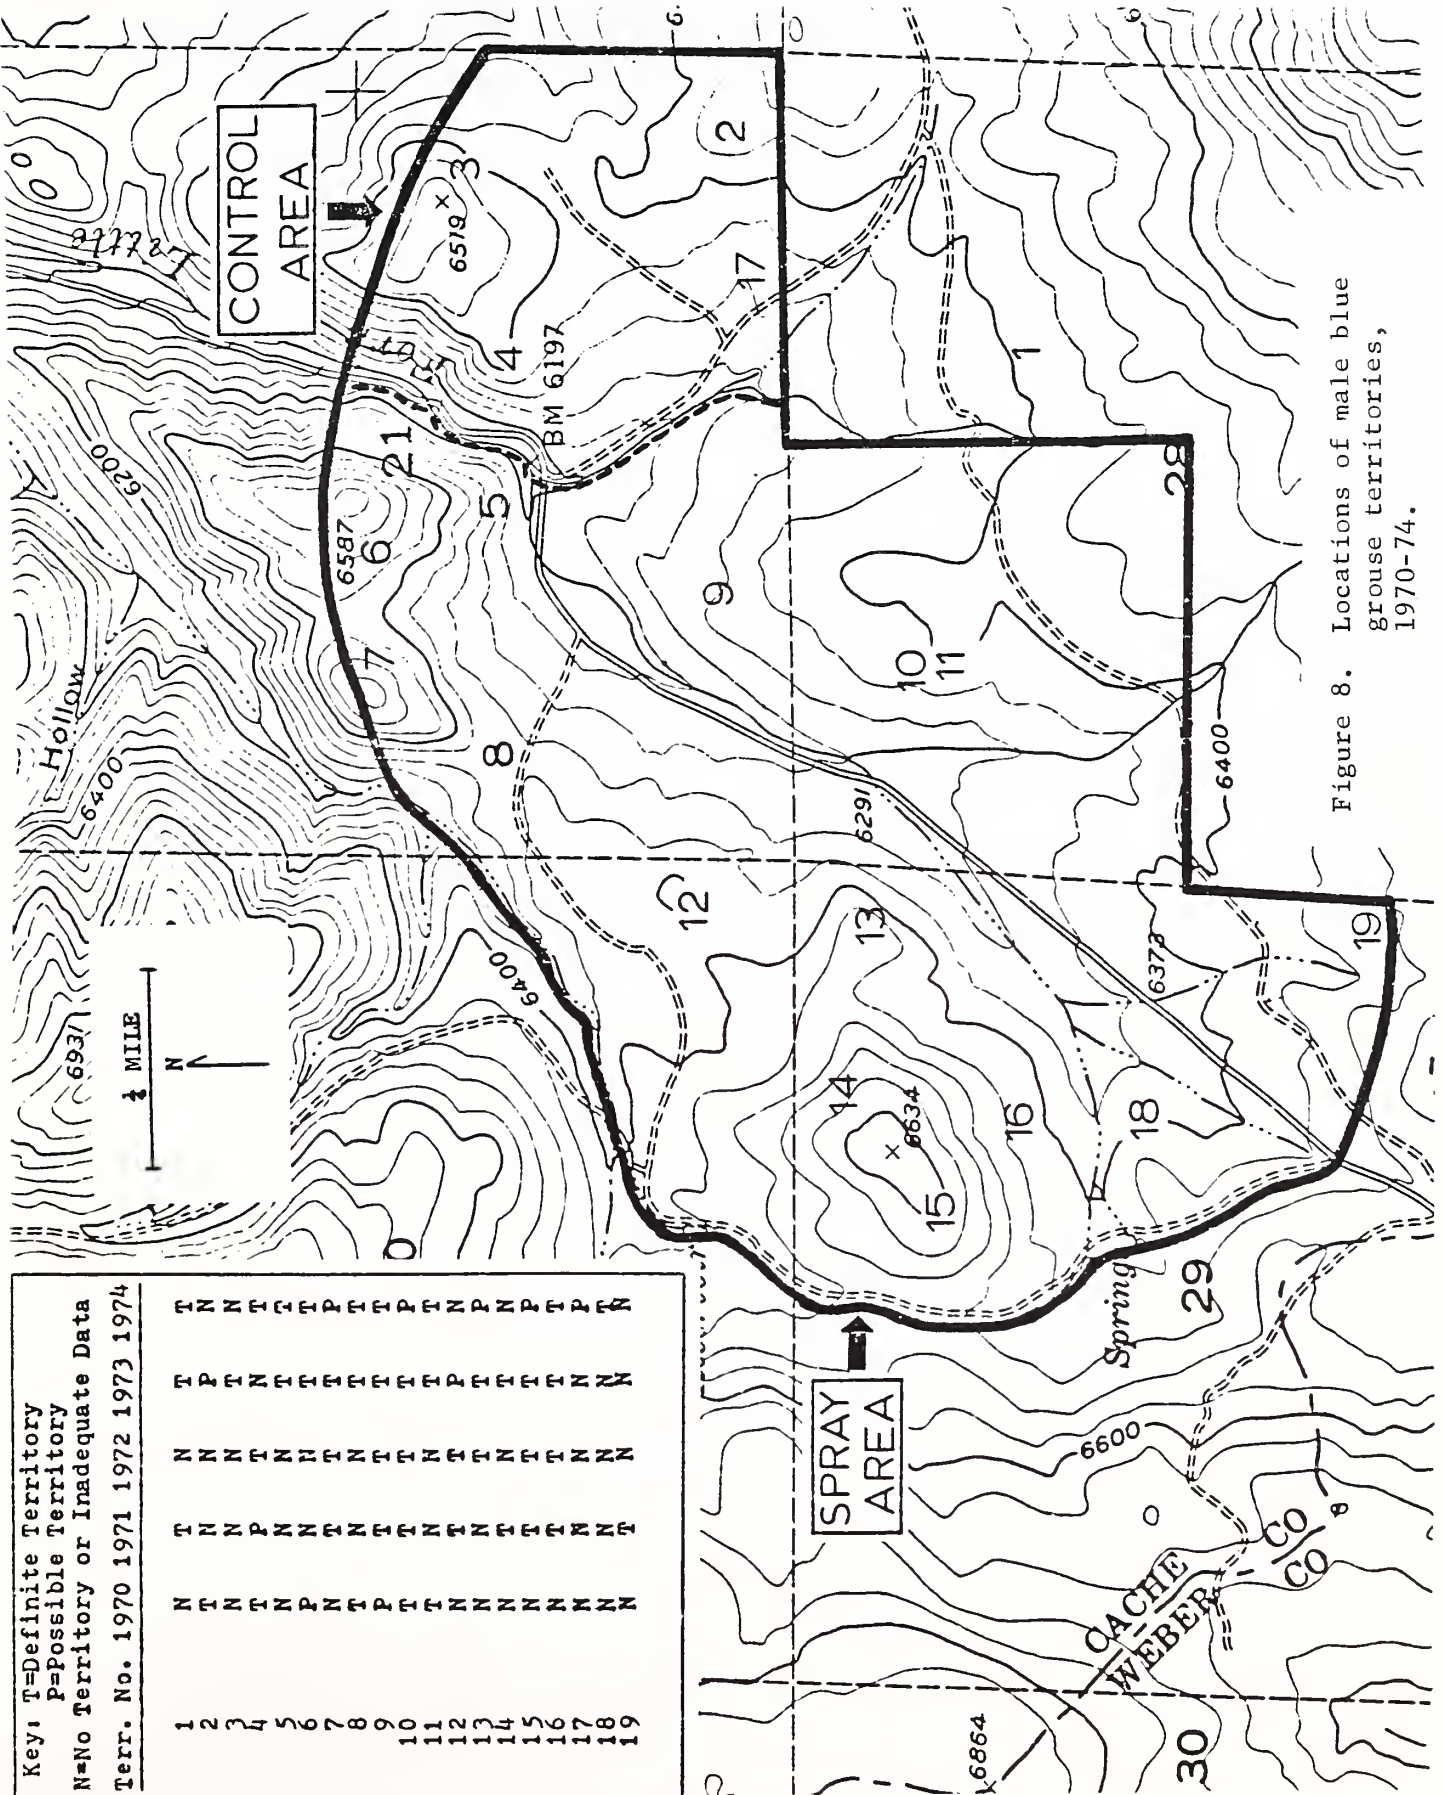 Key: T=Definite Territory
P=Possible Territory
N=No Territory or Inadequate Data
Terr. No. 1970 1971 1972 1973 1974
1 N T N T T
2 T N N P N
3 N N N T N
4 T P T N T
5 N N N T T
6 P N N T T
7 N T T T P
8 T N N T T
9 P T T T T
10 T T T T P
11 T N N T T
12 N T T P N
13 N N T T P
14 N T N T N
15 N T T T P
16 N T T T T
17 N N N N P
18 N N N N T
19 N T N N N
¼ MILE
N
CONTROL
AREA
SPRAY
AREA
Little
Hollow
6931
6400
6200
6400
6587
6519
BM 6197
6291
6634
6373
6400
6600
6864
Spring
CACHE CO
WEBER CO
1
2
3
4
5
6
7
8
9
10
11
12
13
14
15
16
17
18
19
21
28
29
30
Figure 8. Locations of male blue
grouse territories,
1970-74.